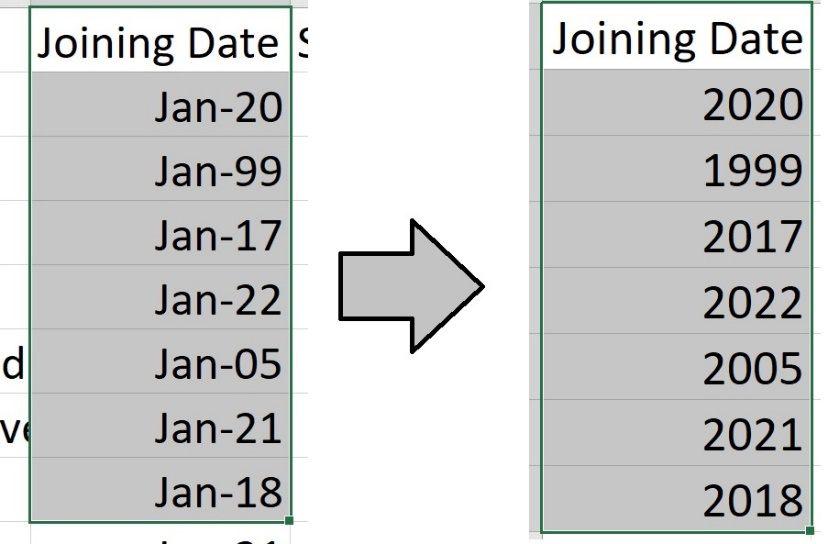 Joining Date
Jan-20
Jan-99
Jan-17
Jan-22
d
Jan-05
ve
Jan-21
Jan-18
Joining Date
2020
1999
2017
2022
2005
2021
2018